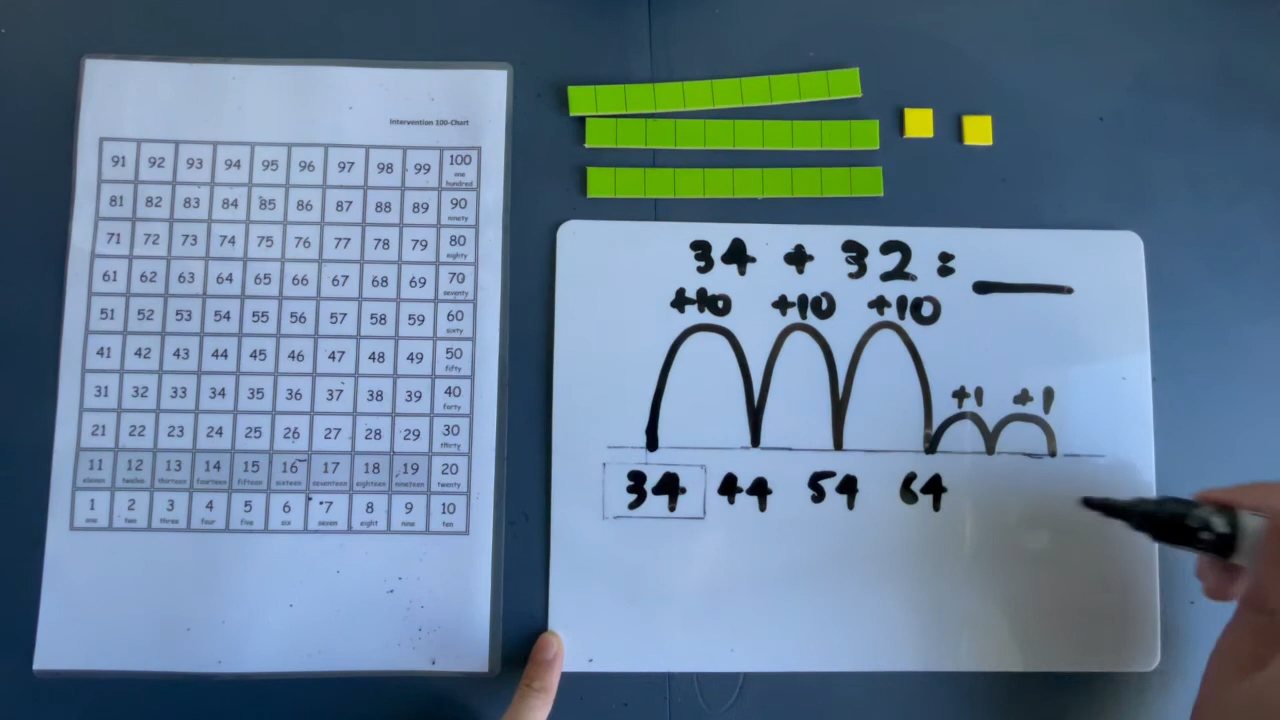 Intervention 100-Chart
91 92 93 94 95 96 97 98 99 100
one
hundred
81 82 83 84 85 86 87 88 89 90
ninety
71 72 73 74 75 76 77 78 79 80
eighty
61 62 63 64 65 66 67 68 69 70
seventy
51 52 53 54 55 56 57 58 59 60
sixty
41 42 43 44 45 46 47 48 49 50
fifty
31 32 33 34 35 36 37 38 39 40
forty
21 22 23 24 25 26 27 28 29 30
thirty
11 12 13 14 15 16 17 18 19 20
eleven twelve thirteen fourteen fifteen sixteen seventeen eighteen nineteen twenty
1 2 3 4 5 6 7 8 9 10
one two three four five six seven eight nine ten
34 + 32 = ___
+10 +10 +10
+1 +1
34 44 54 64